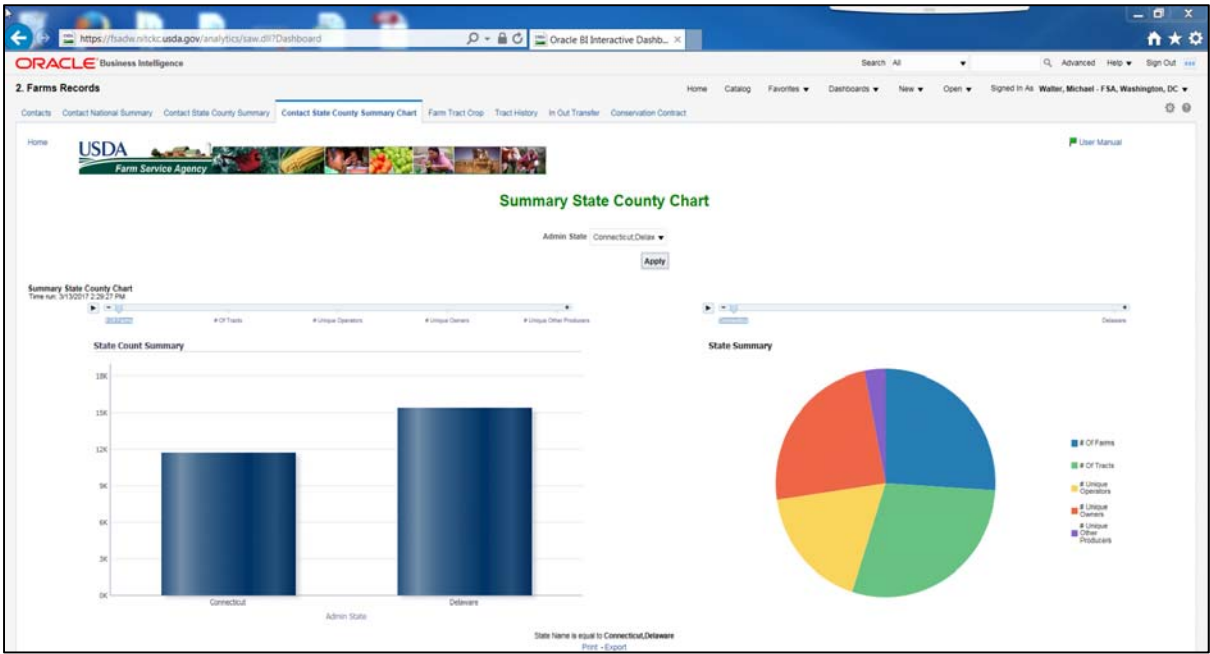 https://fsadw.nitckc.usda.gov/analytics/saw.dll?Dashboard
Oracle BI Interactive Dashb...
ORACLE Business Intelligence
Search All
Advanced Help Sign Out
2. Farms Records
Home Catalog Favorites Dashboards New Open Signed In As Walter, Michael - FSA, Washington, DC
Contacts Contact National Summary Contact State County Summary Contact State County Summary Chart Farm Tract Crop Tract History In Out Transfer Conservation Contract
Home
USDA
Farm Service Agency
User Manual
Summary State County Chart
Admin State Connecticut;Delaw
Apply
Summary State County Chart
Time run: 3/13/2017 2:29:27 PM
# Of Farms # Of Tracts # Unique Operators # Unique Owners # Unique Other Producers
Connecticut Delaware
State Count Summary
State Summary
18K
15K
12K
9K
6K
3K
0K
Connecticut Delaware
Admin State
# Of Farms
# Of Tracts
# Unique
Operators
# Unique
Owners
# Unique
Other
Producers
State Name is equal to Connecticut,Delaware
Print - Export